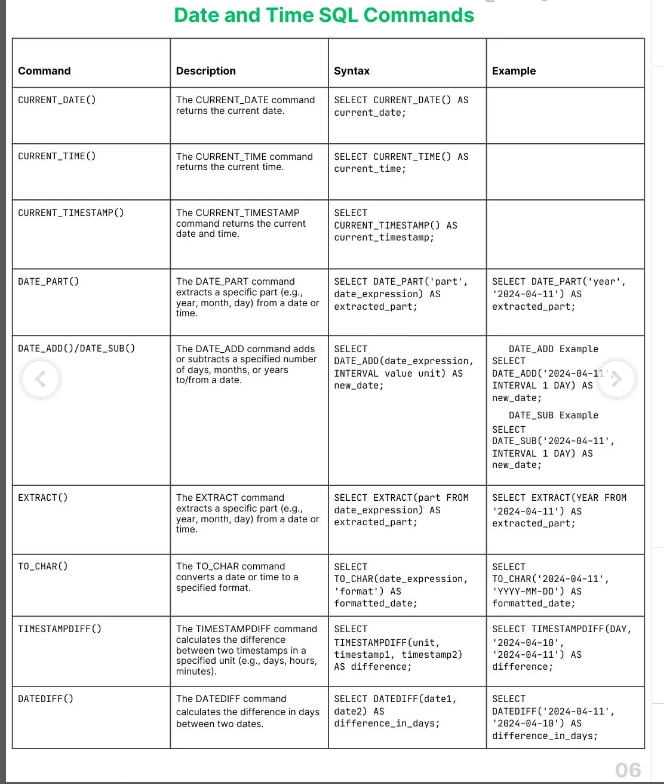 Date and Time SQL Commands
Command
Description
Syntax
Example
CURRENT_DATE()
The CURRENT_DATE command
returns the current date.
SELECT CURRENT_DATE() AS
current_date;
CURRENT_TIME()
The CURRENT_TIME command
returns the current time.
SELECT CURRENT_TIME() AS
current_time;
CURRENT_TIMESTAMP()
The CURRENT_TIMESTAMP
command returns the current
date and time.
SELECT
CURRENT_TIMESTAMP() AS
current_timestamp;
DATE_PART()
The DATE_PART command
extracts a specific part (e.g.,
year, month, day) from a date or
time.
SELECT DATE_PART('part',
date_expression) AS
extracted_part;
SELECT DATE_PART('year',
'2024-04-11') AS
extracted_part;
DATE_ADD()/DATE_SUB()
The DATE_ADD command adds
or subtracts a specified number
of days, months, or years
to/from a date.
SELECT
DATE_ADD(date_expression,
INTERVAL value unit) AS
new_date;
DATE_ADD Example
SELECT
DATE_ADD('2024-04-11',
INTERVAL 1 DAY) AS
new_date;
DATE_SUB Example
SELECT
DATE_SUB('2024-04-11',
INTERVAL 1 DAY) AS
new_date;
EXTRACT()
The EXTRACT command
extracts a specific part (e.g.,
year, month, day) from a date or
time.
SELECT EXTRACT(part FROM
date_expression) AS
extracted_part;
SELECT EXTRACT(YEAR FROM
'2024-04-11') AS
extracted_part;
TO_CHAR()
The TO_CHAR command
converts a date or time to a
specified format.
SELECT
TO_CHAR(date_expression,
'format') AS
formatted_date;
SELECT
TO_CHAR('2024-04-11',
'YYYY-MM-DD') AS
formatted_date;
TIMESTAMPDIFF()
The TIMESTAMPDIFF command
calculates the difference
between two timestamps in a
specified unit (e.g., days, hours,
minutes).
SELECT
TIMESTAMPDIFF(unit,
timestamp1, timestamp2)
AS difference;
SELECT TIMESTAMPDIFF(DAY,
'2024-04-10',
'2024-04-11') AS
difference;
DATEDIFF()
The DATEDIFF command
calculates the difference in days
between two dates.
SELECT DATEDIFF(date1,
date2) AS
difference_in_days;
SELECT
DATEDIFF('2024-04-11',
'2024-04-10') AS
difference_in_days;
06